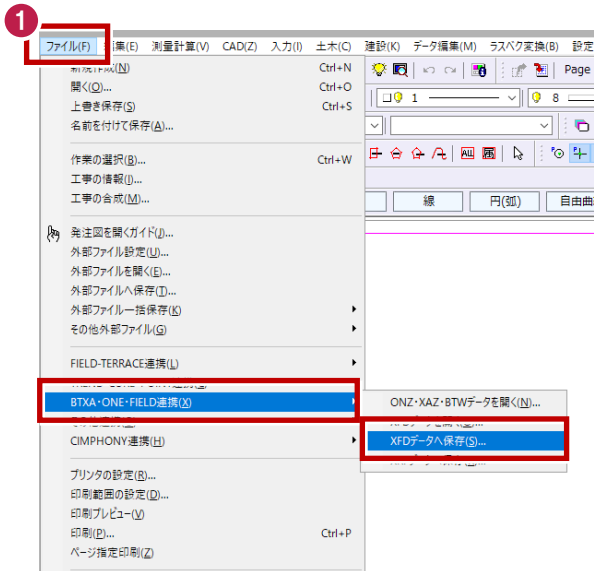 1
ファイル(F) 編集(E) 測量計算(V) CAD(Z) 入力(I) 土木(C) 建設(K) データ編集(M) ラスベク変換(B) 設定
新規作成(N) Ctrl+N
開く(O)... Ctrl+O
上書き保存(S) Ctrl+S
名前を付けて保存(A)...
作業の選択(B)... Ctrl+W
工事の情報(I)...
工事の合成(M)...
発注図を開くガイド(J)...
外部ファイル設定(U)...
外部ファイルを開く(E)...
外部ファイルへ保存(T)...
外部ファイル一括保存(K)
その他外部ファイル(G)
FIELD-TERRACE連携(L)
BTXA・ONE・FIELD連携(X)
CIMPHONY連携(H)
プリンタの設定(R)...
印刷範囲の設定(D)...
印刷プレビュー(V)
印刷(P)... Ctrl+P
ページ指定印刷(Z)
Page
1 8
ALL 画
線 円(弧) 自由曲
ONZ・XAZ・BTWデータを開く(N)...
XFDデータへ保存(S)...